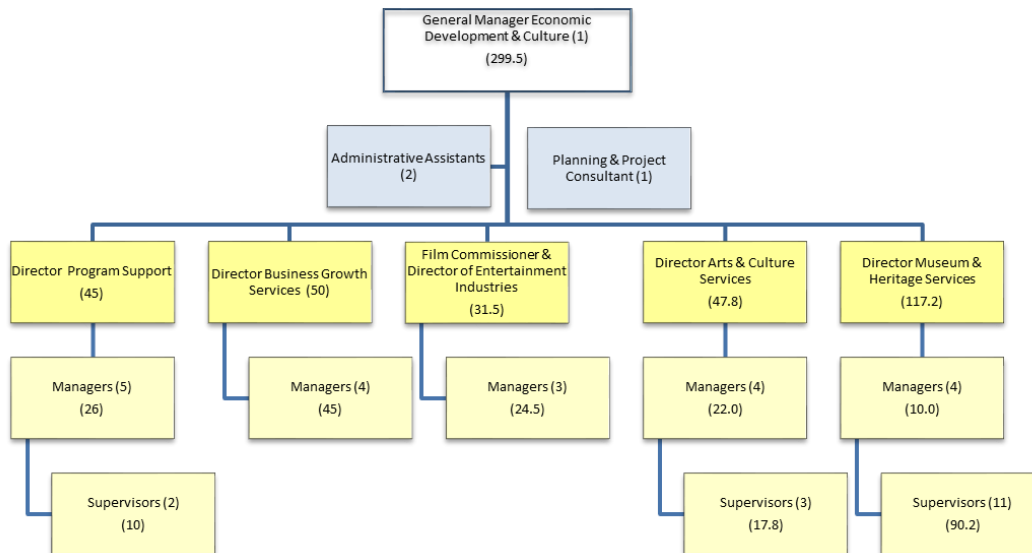 General Manager Economic
Development & Culture (1)
(299.5)
Administrative Assistants
(2)
Planning & Project
Consultant (1)
Director Program Support
(45)
Director Business Growth
Services (50)
Film Commissioner &
Director of Entertainment
Industries
(31.5)
Director Arts & Culture
Services
(47.8)
Director Museum &
Heritage Services
(117.2)
Managers (5)
(26)
Managers (4)
(45)
Managers (3)
(24.5)
Managers (4)
(22.0)
Managers (4)
(10.0)
Supervisors (2)
(10)
Supervisors (3)
(17.8)
Supervisors (11)
(90.2)